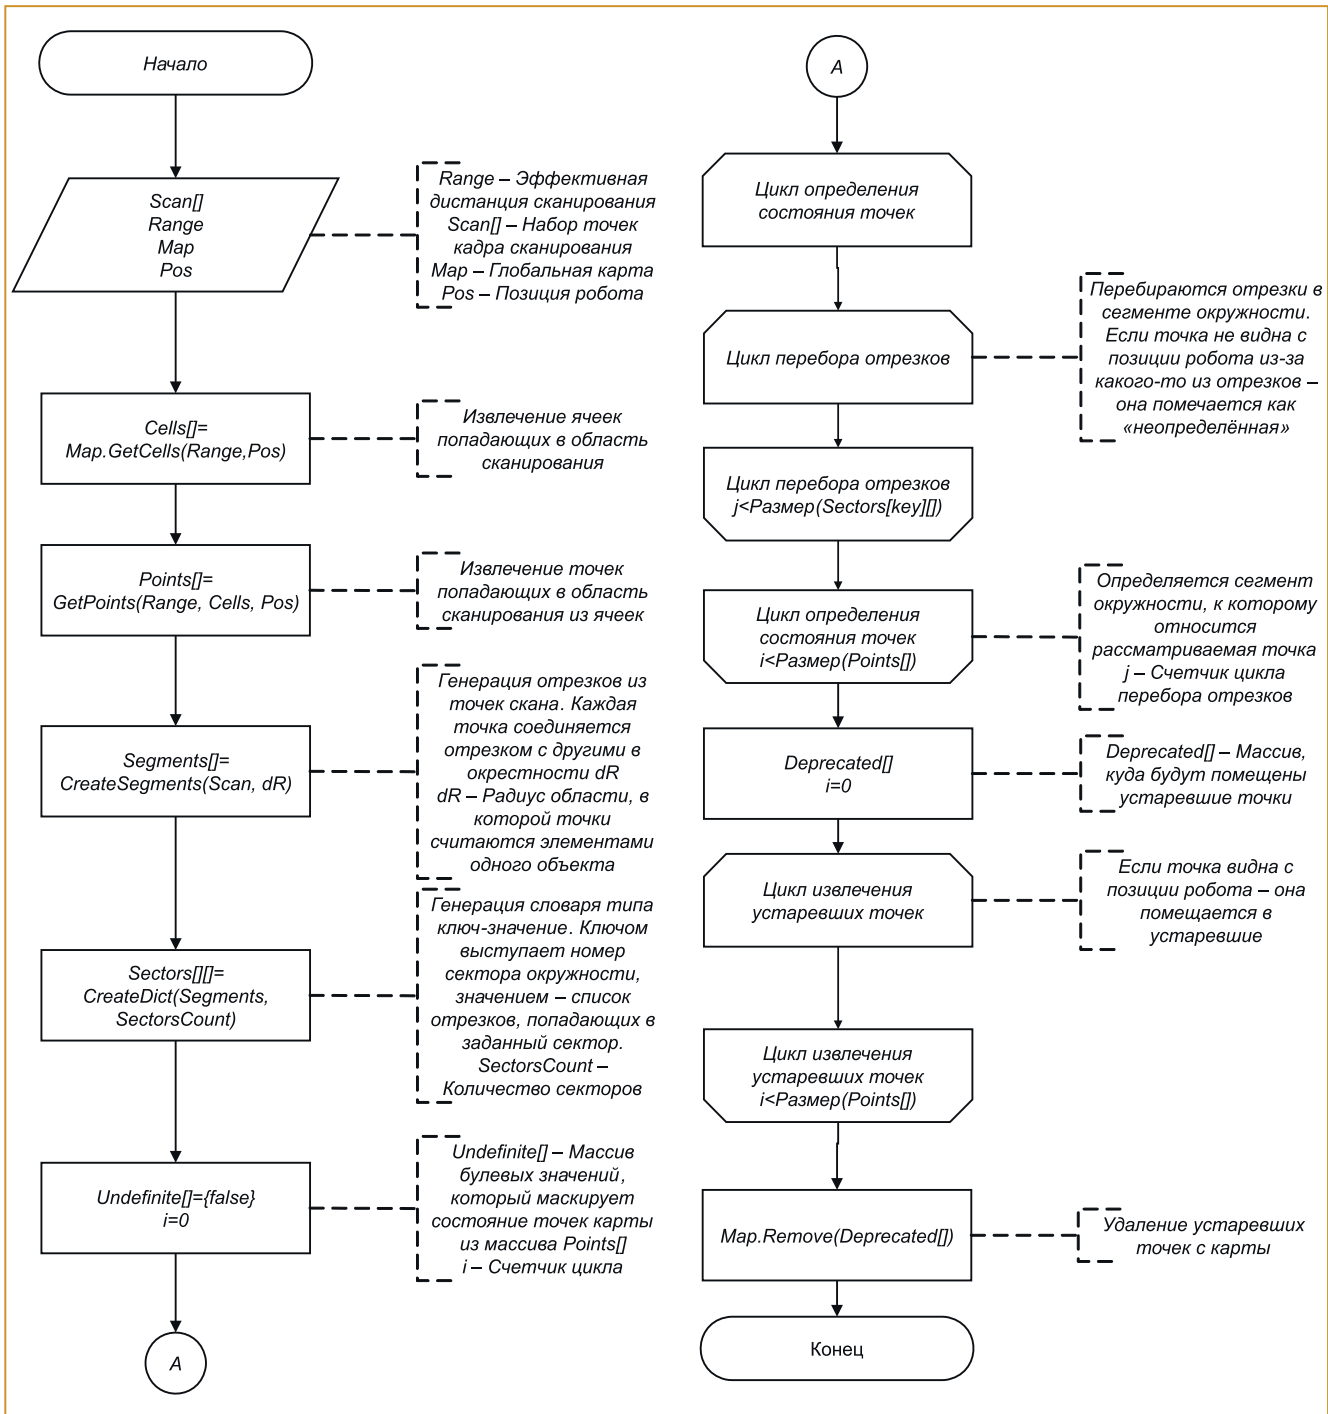 Начало
Scan[]
Range
Map
Pos
Range – Эффективная
дистанция сканирования
Scan[] – Набор точек
кадра сканирования
Map – Глобальная карта
Pos – Позиция робота
Cells[]=
Map.GetCells(Range,Pos)
Извлечение ячеек
попадающих в область
сканирования
Points[]=
GetPoints(Range, Cells, Pos)
Извлечение точек
попадающих в область
сканирования из ячеек
Segments[]=
CreateSegments(Scan, dR)
Генерация отрезков из
точек скана. Каждая
точка соединяется
отрезком с другими в
окрестности dR
dR – Радиус области, в
которой точки
считаются элементами
одного объекта
Sectors[][]=
CreateDict(Segments,
SectorsCount)
Генерация словаря типа
ключ-значение. Ключом
выступает номер
сектора окружности,
значением – список
отрезков, попадающих в
заданный сектор.
SectorsCount –
Количество секторов
Undefinite[]={false}
i=0
Undefinite[] – Массив
булевых значений,
который маскирует
состояние точек карты
из массива Points[]
i – Счетчик цикла
A
A
Цикл определения
состояния точек
Цикл перебора отрезков
Перебираются отрезки в
сегменте окружности.
Если точка не видна с
позиции робота из-за
какого-то из отрезков –
она помечается как
«неопределённая»
Цикл перебора отрезков
j<Размер(Sectors[key][])
Цикл определения
состояния точек
i<Размер(Points[])
Определяется сегмент
окружности, к которому
относится
рассматриваемая точка
j – Счетчик цикла
перебора отрезков
Deprecated[]
i=0
Deprecated[] – Массив,
куда будут помещены
устаревшие точки
Цикл извлечения
устаревших точек
Если точка видна с
позиции робота – она
помещается в
устаревшие
Цикл извлечения
устаревших точек
i<Размер(Points[])
Map.Remove(Deprecated[])
Удаление устаревших
точек с карты
Конец